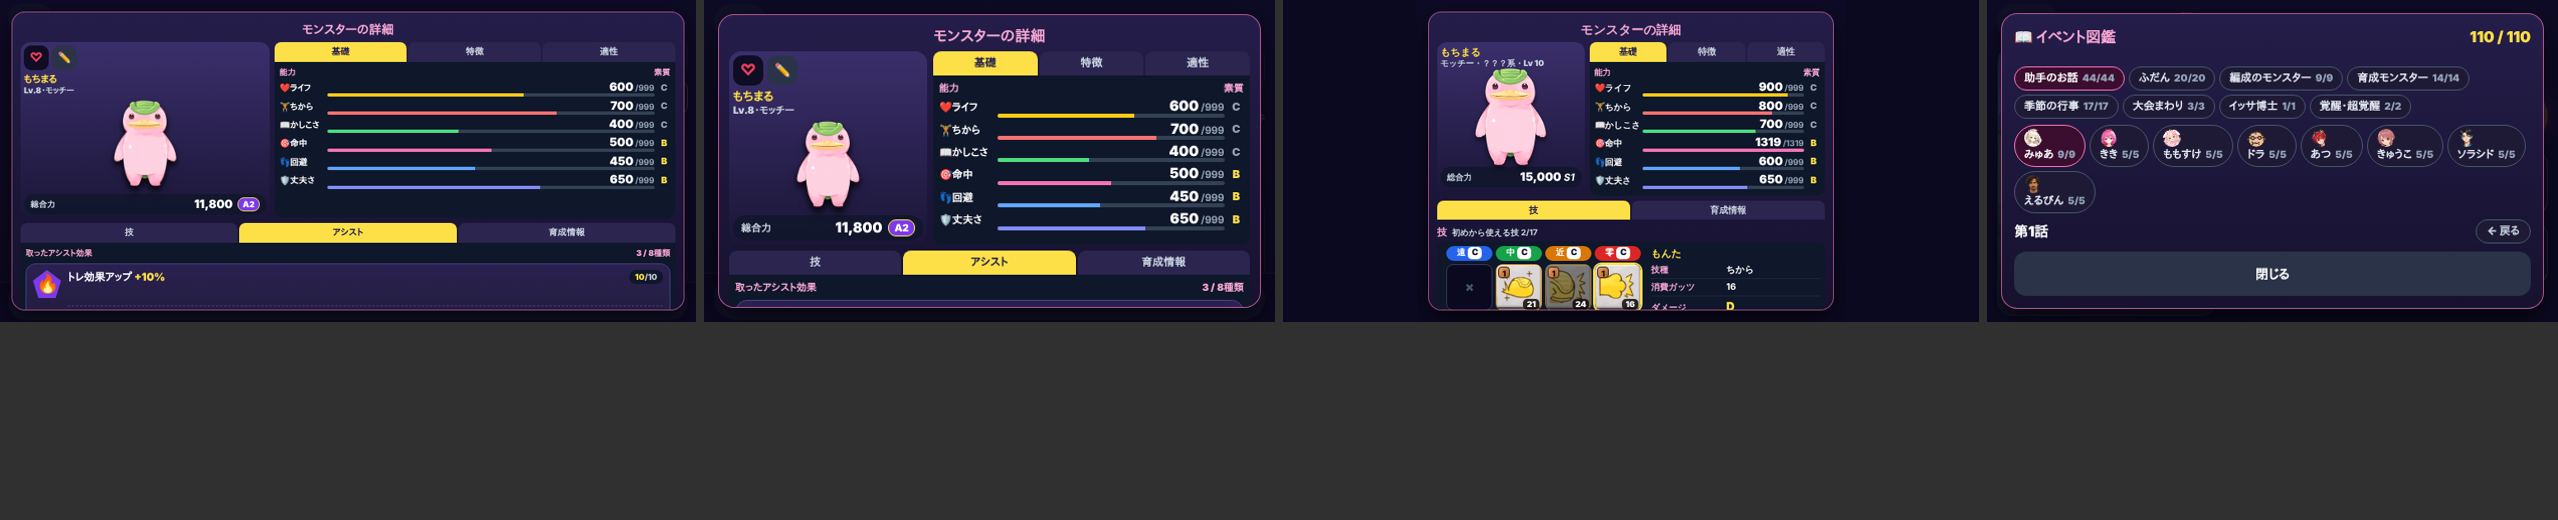 モンスターの詳細
もちまる
Lv.8・モッチー
総合力 11,800 A2
基礎 特徴 適性
能力 素質
ライフ 600 /999 C
ちから 700 /999 C
かしこさ 400 /999 C
命中 500 /999 B
回避 450 /999 B
丈夫さ 650 /999 B
技 アシスト 育成情報
取ったアシスト効果 3 / 8種類
トレ効果アップ +10% 10/10
モンスターの詳細
もちまる
Lv.8・モッチー
総合力 11,800 A2
基礎 特徴 適性
能力 素質
ライフ 600 /999 C
ちから 700 /999 C
かしこさ 400 /999 C
命中 500 /999 B
回避 450 /999 B
丈夫さ 650 /999 B
技 アシスト 育成情報
取ったアシスト効果 3 / 8種類
モンスターの詳細
もちまる
モッチー・？？？系・Lv 10
総合力 15,000 S1
基礎 特徴 適性
能力 素質
ライフ 900 /999 C
ちから 800 /999 C
かしこさ 700 /999 C
命中 1319 /1319 B
回避 600 /999 B
丈夫さ 650 /999 B
技 育成情報
技 初めから使える技 2/17
遠 C 中 C 近 C 零 C
× 1 21 1 24 1 16
もんた
技種 ちから
消費ガッツ 16
ダメージ D
イベント図鑑 110 / 110
助手のお話 44/44 ふだん 20/20 編成のモンスター 9/9 育成モンスター 14/14
季節の行事 17/17 大会まわり 3/3 イッサ博士 1/1 覚醒・超覚醒 2/2
みゅあ 9/9 きき 5/5 ももすけ 5/5 ドラ 5/5 あつ 5/5 きゅうこ 5/5 ソラシド 5/5
えるぴん 5/5
第1話 ← 戻る
閉じる